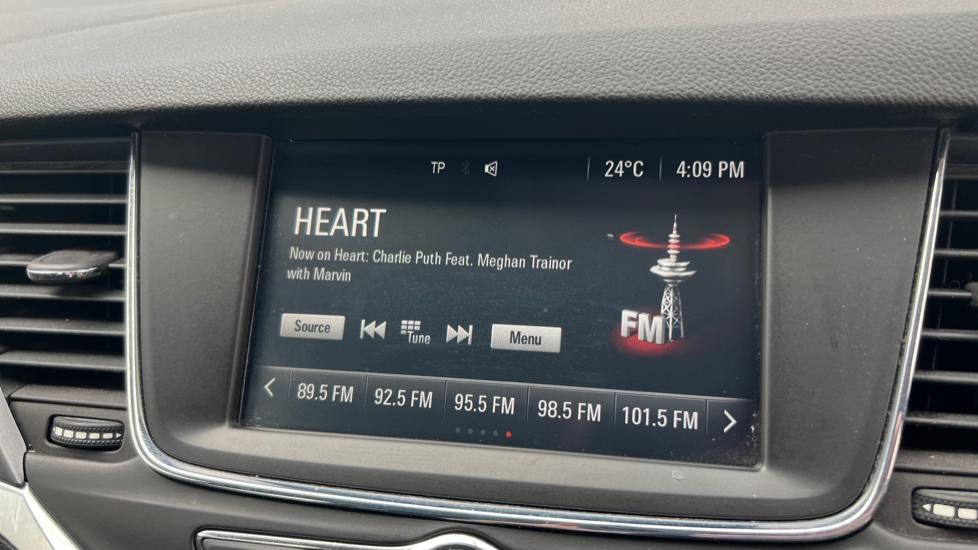 TP 24°C 4:09 PM
HEART
Now on Heart: Charlie Puth Feat. Meghan Trainor
with Marvin
FM
Source Tune Menu
89.5 FM 92.5 FM 95.5 FM 98.5 FM 101.5 FM